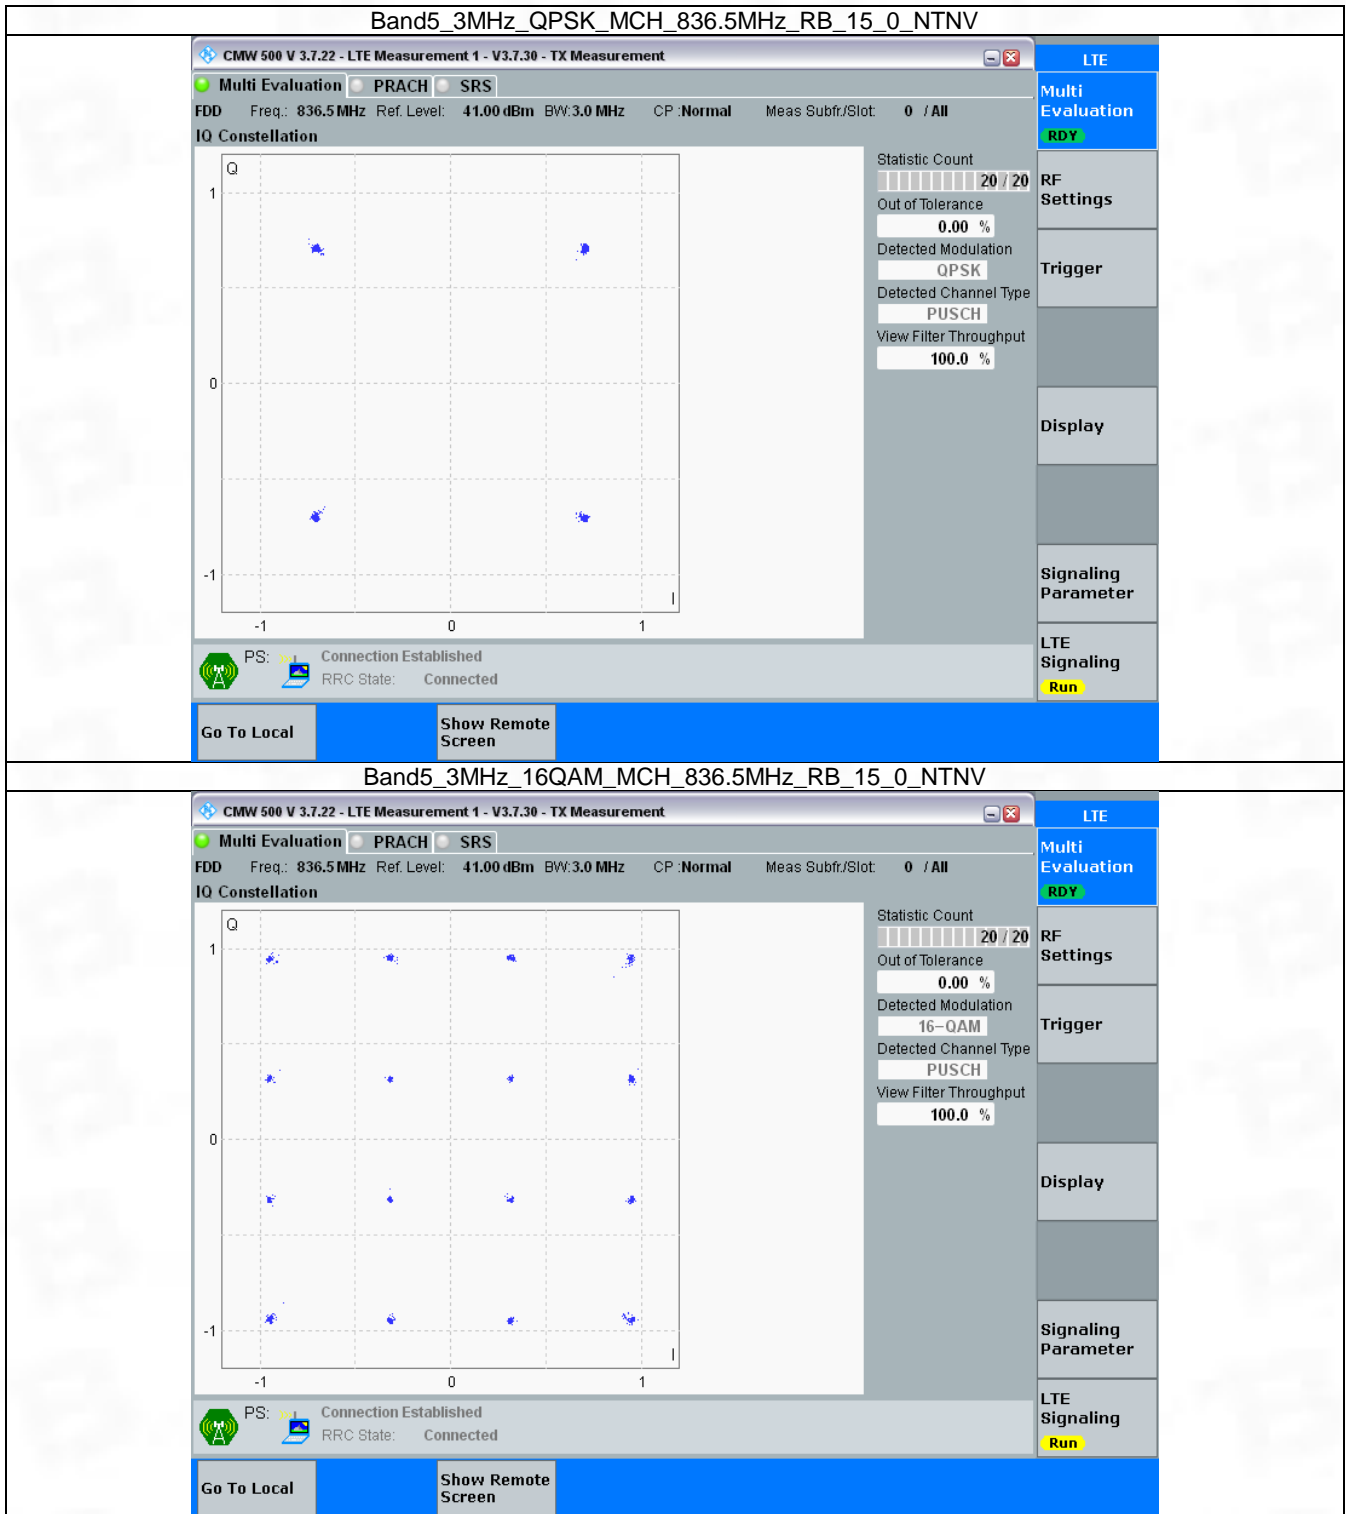 Band5_3MHz_QPSK_MCH_836.5MHz_RB_15_0_NTNV
CMW 500 V 3.7.22 - LTE Measurement 1 - V3.7.30 - TX Measurement
LTE
Multi Evaluation PRACH SRS
FDD Freq.: 836.5 MHz Ref. Level: 41.00 dBm BW: 3.0 MHz CP : Normal Meas Subfr./Slot: 0 / All
IQ Constellation
Q
1
0
-1
I
-1 0 1
Statistic Count
20 / 20
Out of Tolerance
0.00 %
Detected Modulation
QPSK
Detected Channel Type
PUSCH
View Filter Throughput
100.0 %
Multi
Evaluation
RDY
RF
Settings
Trigger
Display
Signaling
Parameter
LTE
Signaling
Run
PS: Connection Established
RRC State: Connected
Go To Local
Show Remote
Screen
Band5_3MHz_16QAM_MCH_836.5MHz_RB_15_0_NTNV
CMW 500 V 3.7.22 - LTE Measurement 1 - V3.7.30 - TX Measurement
LTE
Multi Evaluation PRACH SRS
FDD Freq.: 836.5 MHz Ref. Level: 41.00 dBm BW: 3.0 MHz CP : Normal Meas Subfr./Slot: 0 / All
IQ Constellation
Q
1
0
-1
I
-1 0 1
Statistic Count
20 / 20
Out of Tolerance
0.00 %
Detected Modulation
16-QAM
Detected Channel Type
PUSCH
View Filter Throughput
100.0 %
Multi
Evaluation
RDY
RF
Settings
Trigger
Display
Signaling
Parameter
LTE
Signaling
Run
PS: Connection Established
RRC State: Connected
Go To Local
Show Remote
Screen